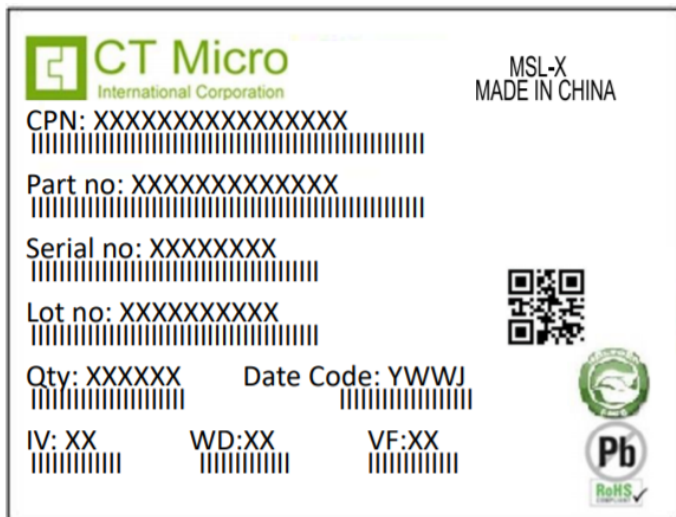 CT Micro
International Corporation
MSL-X
MADE IN CHINA
CPN: XXXXXXXXXXXXXXXX
Part no: XXXXXXXXXXXXX
Serial no: XXXXXXXX
Lot no: XXXXXXXXXX
Qty: XXXXXX Date Code: YWWJ
IV: XX WD:XX VF:XX
Pb
RoHS